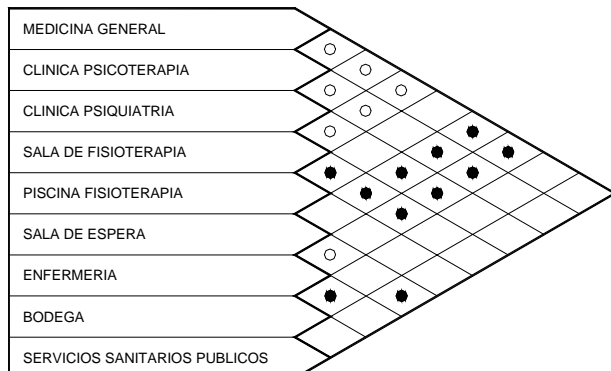 MEDICINA GENERAL
CLINICA PSICOTERAPIA
CLINICA PSIQUIATRIA
SALA DE FISIOTERAPIA
PISCINA FISIOTERAPIA
SALA DE ESPERA
ENFERMERIA
BODEGA
SERVICIOS SANITARIOS PUBLICOS